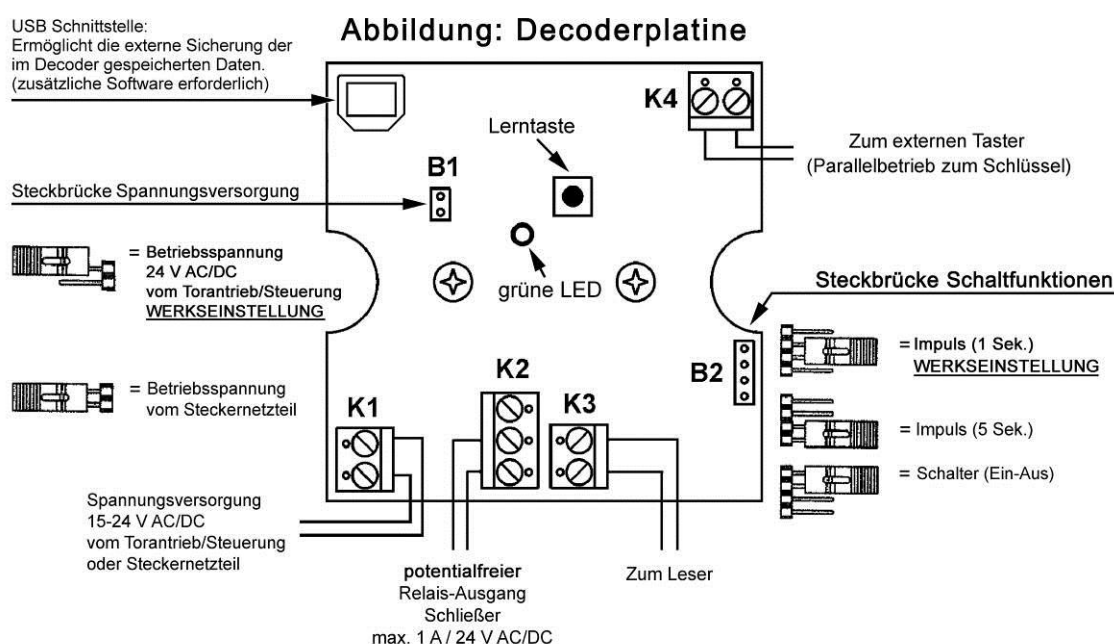 Abbildung: Decoderplatine
USB Schnittstelle:
Ermöglicht die externe Sicherung der
im Decoder gespeicherten Daten.
(zusätzliche Software erforderlich)
K4
Lerntaste
Zum externen Taster
(Parallelbetrieb zum Schlüssel)
B1
Steckbrücke Spannungsversorgung
= Betriebsspannung
24 V AC/DC
vom Torantrieb/Steuerung
WERKSEINSTELLUNG
grüne LED
Steckbrücke Schaltfunktionen
= Impuls (1 Sek.)
WERKSEINSTELLUNG
B2
K2
= Betriebsspannung
vom Steckernetzteil
K1
K3
= Impuls (5 Sek.)
= Schalter (Ein-Aus)
Spannungsversorgung
15-24 V AC/DC
vom Torantrieb/Steuerung
oder Steckernetzteil
potentialfreier
Relais-Ausgang
Schließer
max. 1 A / 24 V AC/DC
Zum Leser